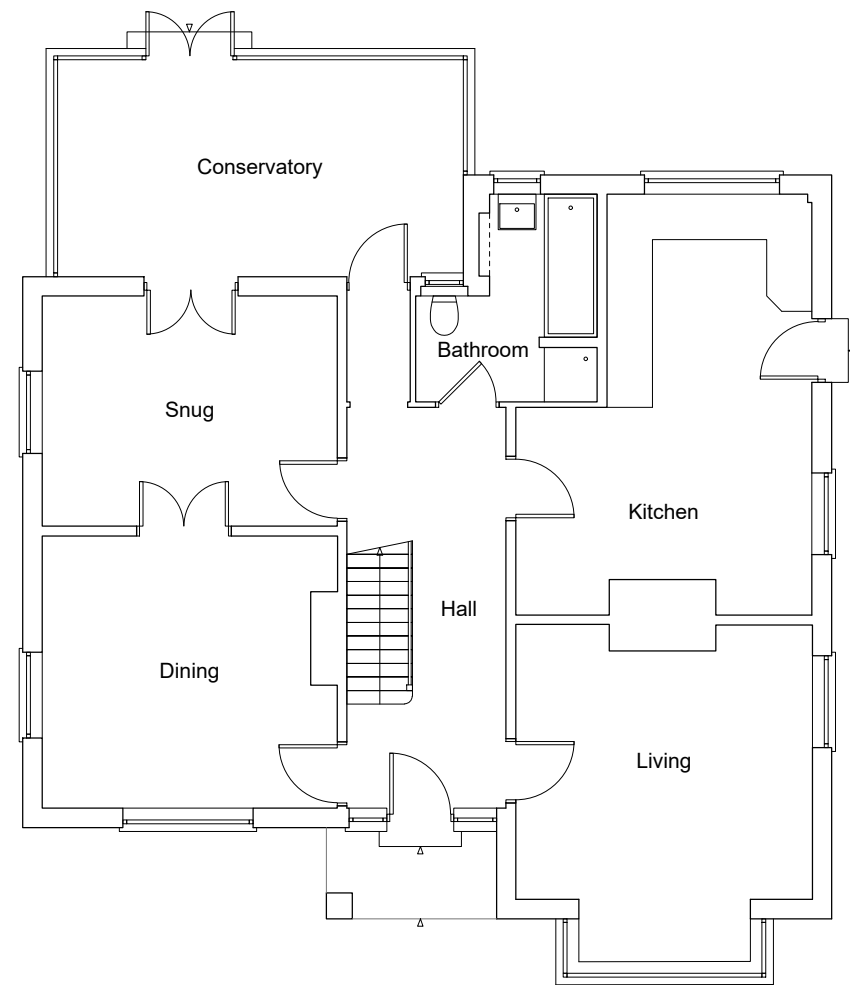 Conservatory
Bathroom
Snug
Kitchen
Hall
Dining
Living